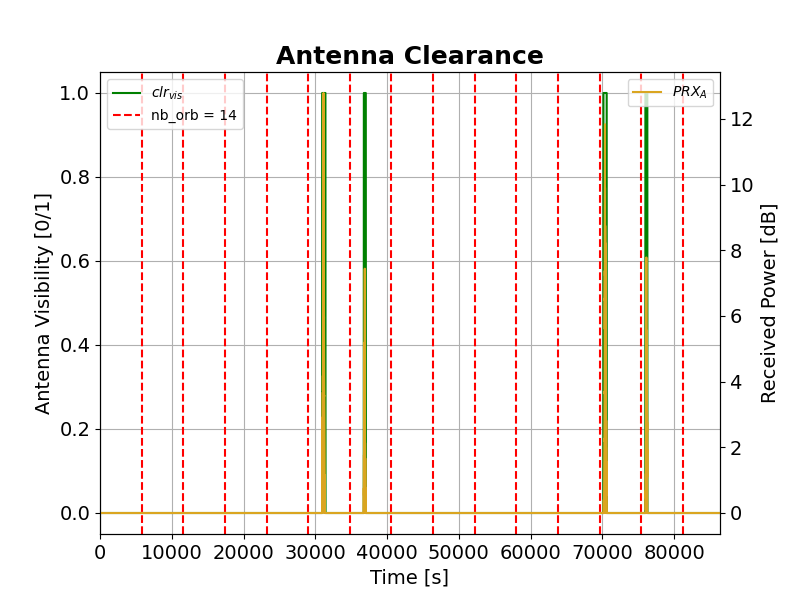 Antenna Clearance
clr_vis
nb_orb = 14
PRX_A
1.0
0.8
0.6
0.4
0.2
0.0
Antenna Visibility [0/1]
12
10
8
6
4
2
0
Received Power [dB]
0 10000 20000 30000 40000 50000 60000 70000 80000
Time [s]